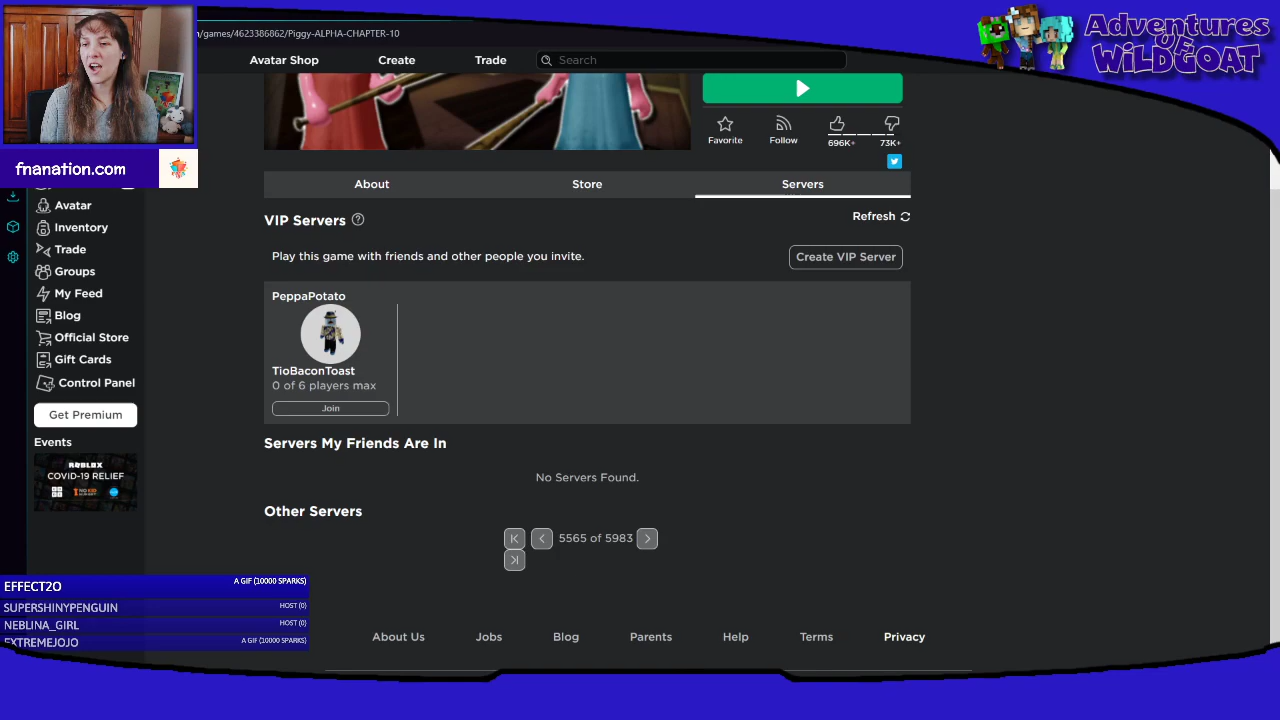 n/games/4623386862/Piggy-ALPHA-CHAPTER-10
Adventures
OF
WILDGOAT
Avatar Shop
Create
Trade
Search
Favorite
Follow
696K+
73K+
fnanation.com
About
Store
Servers
Avatar
Inventory
Trade
Groups
My Feed
Blog
Official Store
Gift Cards
Control Panel
Get Premium
Events
ROBLOX
COVID-19 RELIEF
VIP Servers
Refresh
Play this game with friends and other people you invite.
Create VIP Server
PeppaPotato
TioBaconToast
0 of 6 players max
Join
Servers My Friends Are In
No Servers Found.
Other Servers
5565 of 5983
EFFECT2O A GIF (10000 SPARKS)
SUPERSHINYPENGUIN HOST (0)
NEBLINA_GIRL HOST (0)
EXTREMEJOJO A GIF (10000 SPARKS)
About Us
Jobs
Blog
Parents
Help
Terms
Privacy